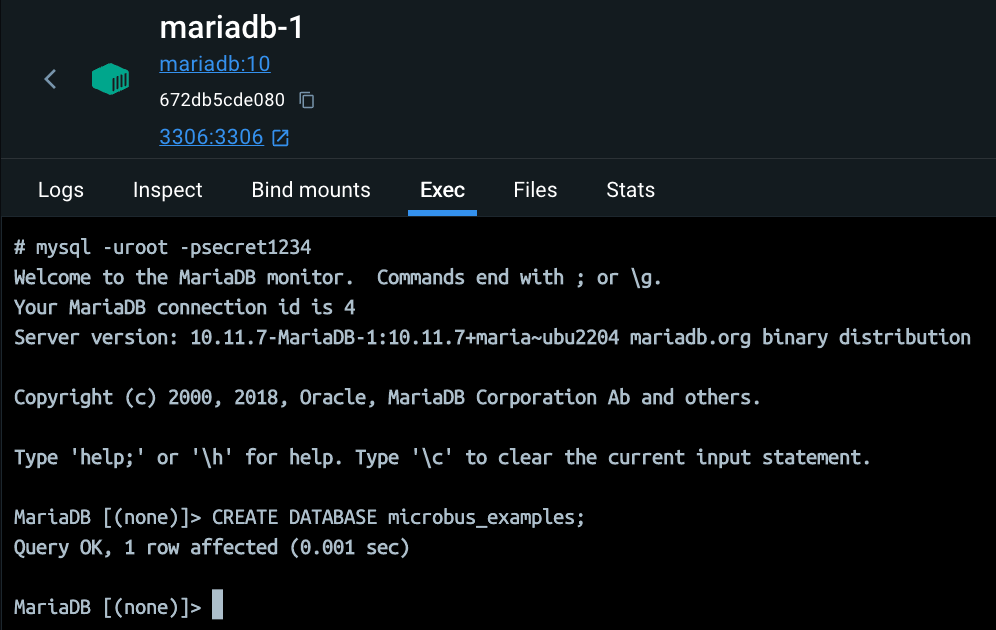 mariadb-1
mariadb:10
672db5cde080
3306:3306
Logs Inspect Bind mounts Exec Files Stats
# mysql -uroot -psecret1234
Welcome to the MariaDB monitor.  Commands end with ; or \g.
Your MariaDB connection id is 4
Server version: 10.11.7-MariaDB-1:10.11.7+maria~ubu2204 mariadb.org binary distribution
Copyright (c) 2000, 2018, Oracle, MariaDB Corporation Ab and others.
Type 'help;' or '\h' for help. Type '\c' to clear the current input statement.
MariaDB [(none)]> CREATE DATABASE microbus_examples;
Query OK, 1 row affected (0.001 sec)
MariaDB [(none)]>